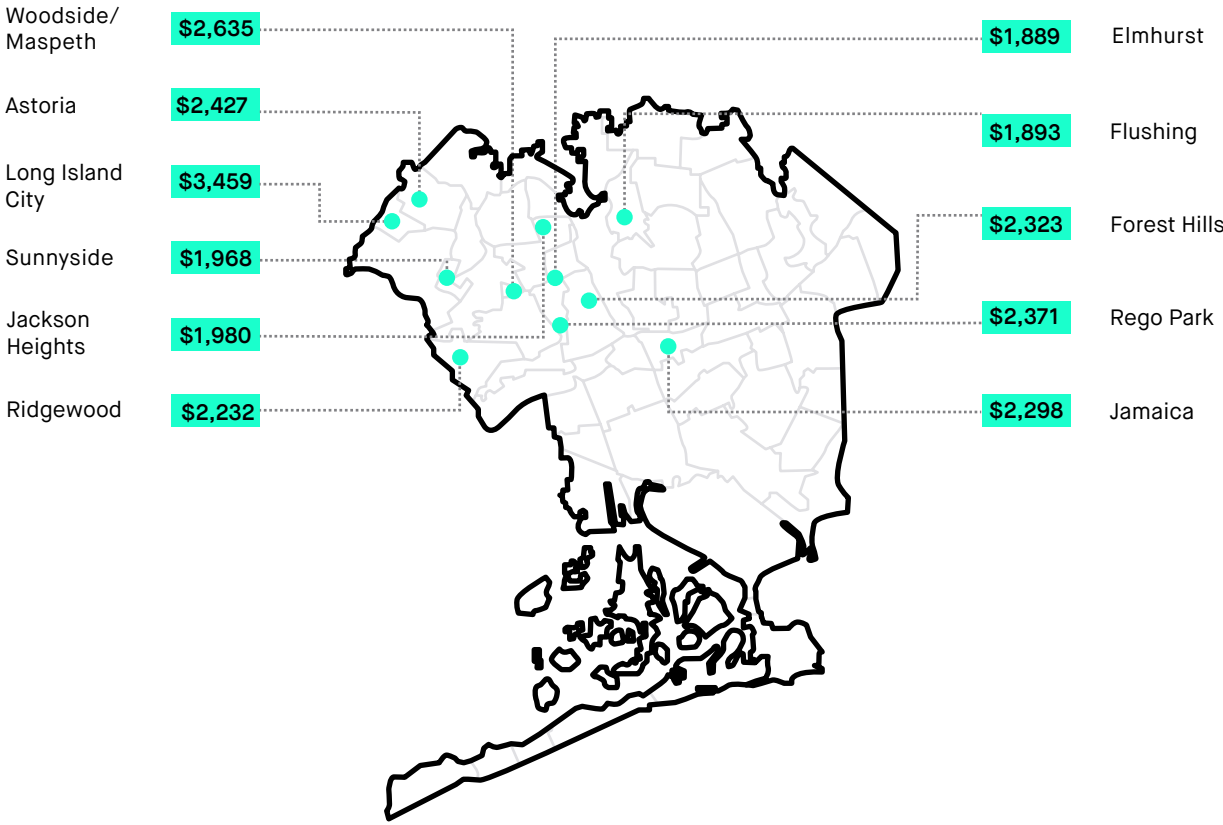 Woodside/
Maspeth
$2,635
Astoria
$2,427
Long Island
City
$3,459
Sunnyside
$1,968
Jackson
Heights
$1,980
Ridgewood
$2,232
$1,889
Elmhurst
$1,893
Flushing
$2,323
Forest Hills
$2,371
Rego Park
$2,298
Jamaica